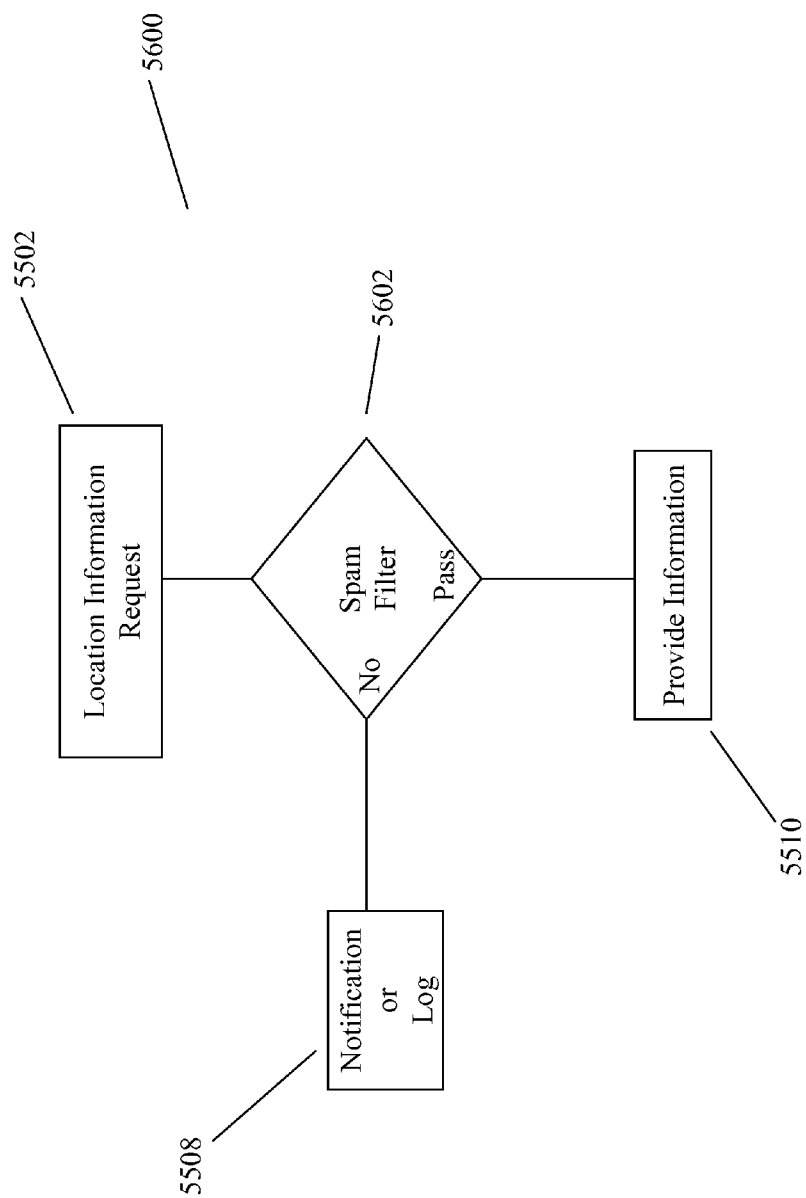 5600
5502
Location Information
Request
5602
Spam
Filter
No
Pass
5508
Notification
or
Log
Provide Information
5510